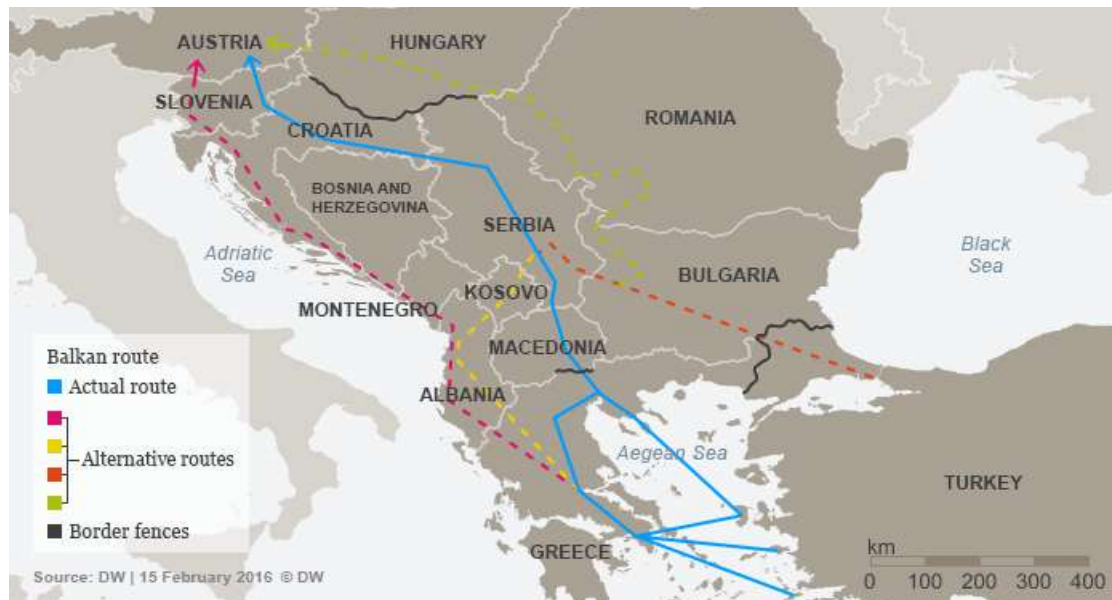 AUSTRIA
HUNGARY
SLOVENIA
CROATIA
ROMANIA
BOSNIA AND
HERZEGOVINA
SERBIA
Adriatic
Sea
Black
Sea
BULGARIA
KOSOVO
MONTENEGRO
MACEDONIA
ALBANIA
Aegean Sea
TURKEY
GREECE
Balkan route
Actual route
Alternative routes
Border fences
km
0 100 200 300 400
Source: DW | 15 February 2016 © DW